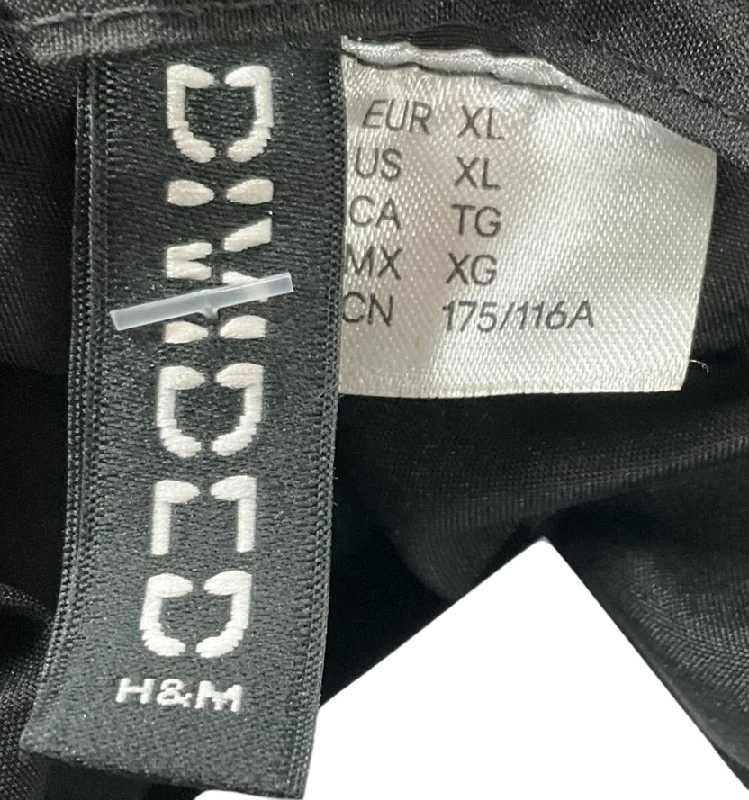 DIVIDED
H&M
EUR XL
US XL
CA TG
MX XG
CN 175/116A